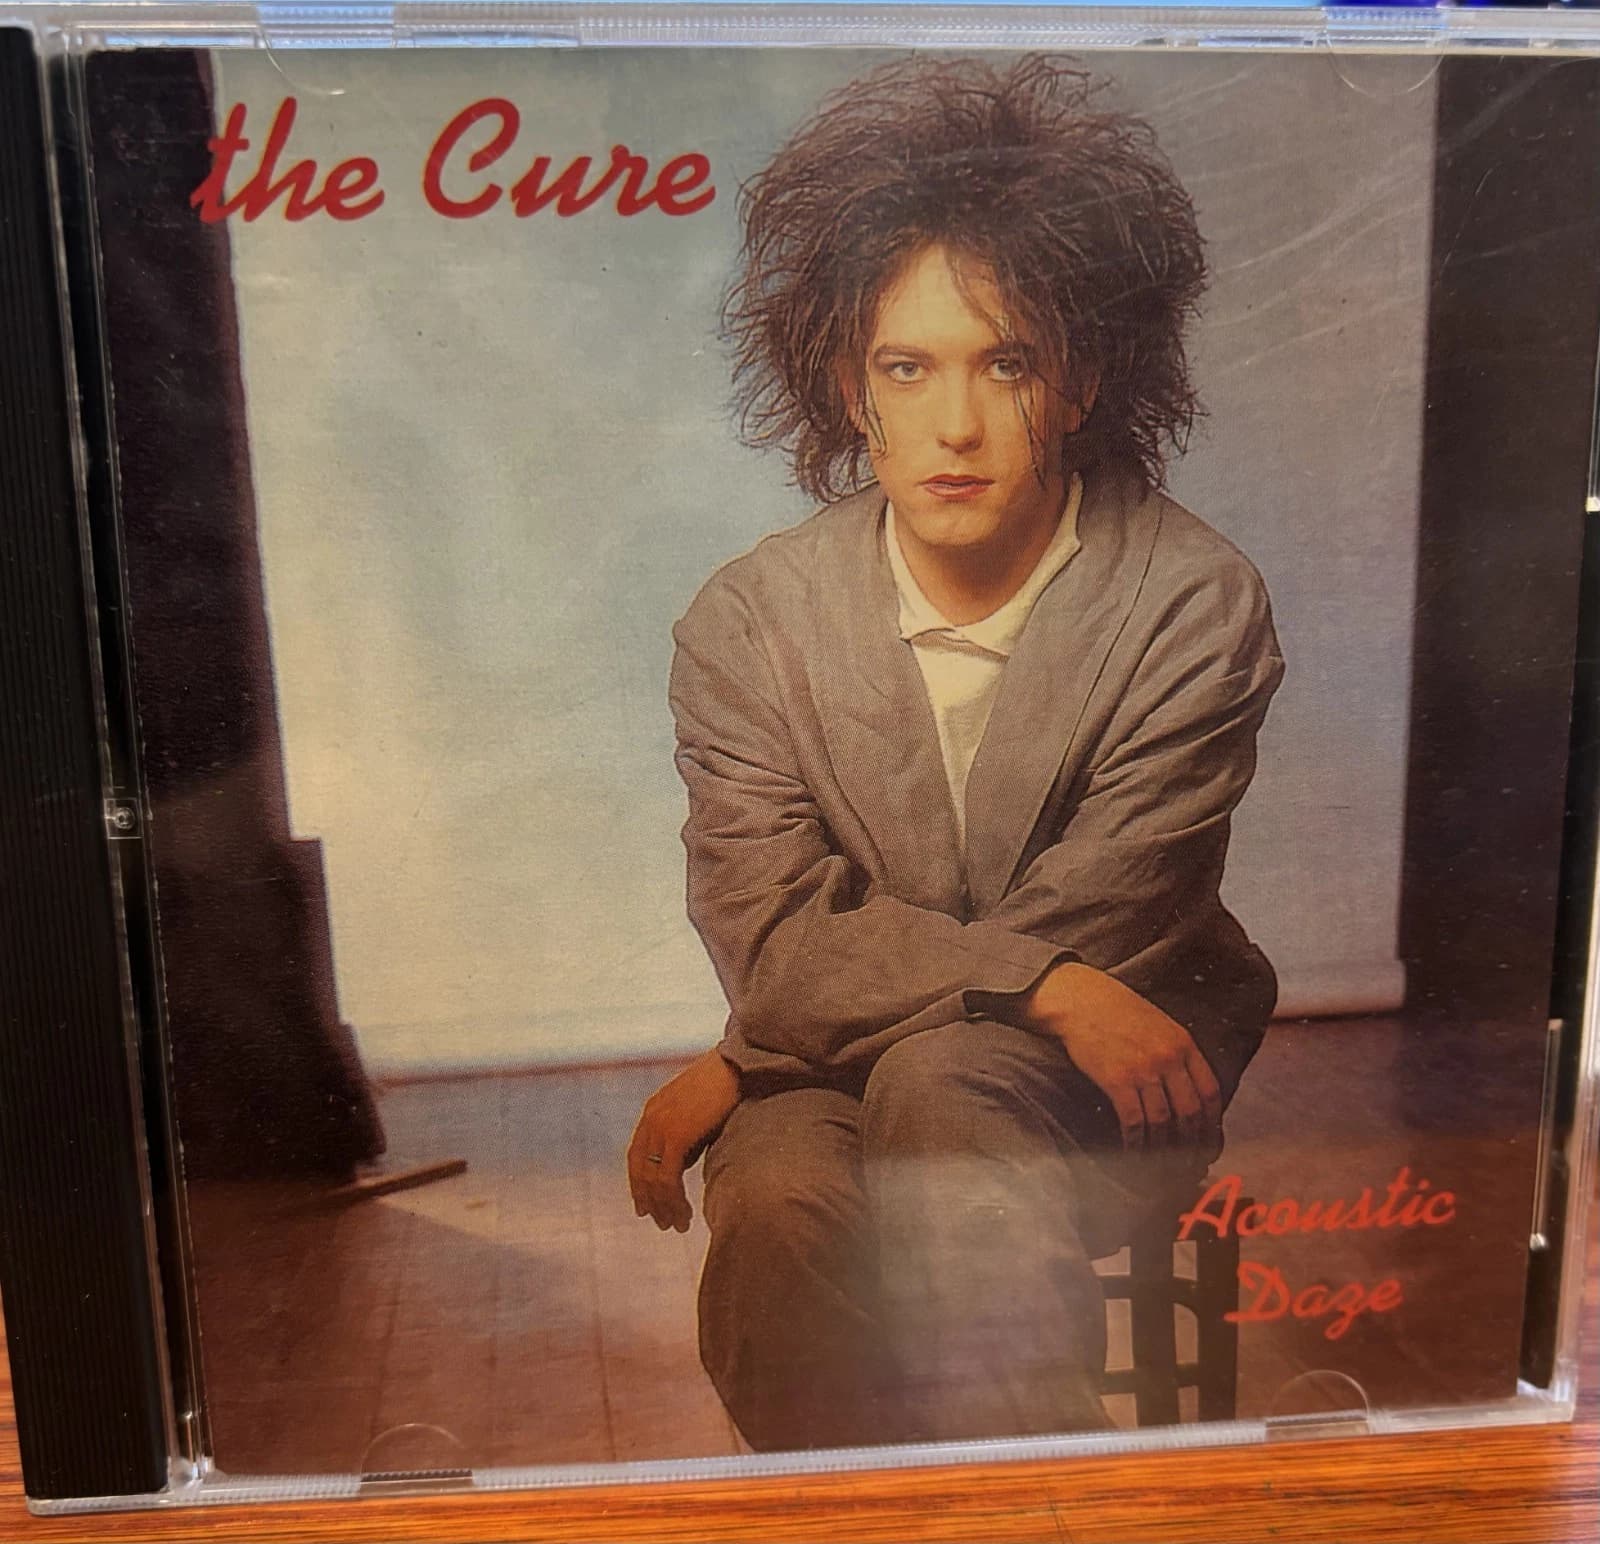 the Cure
Acoustic
Daze